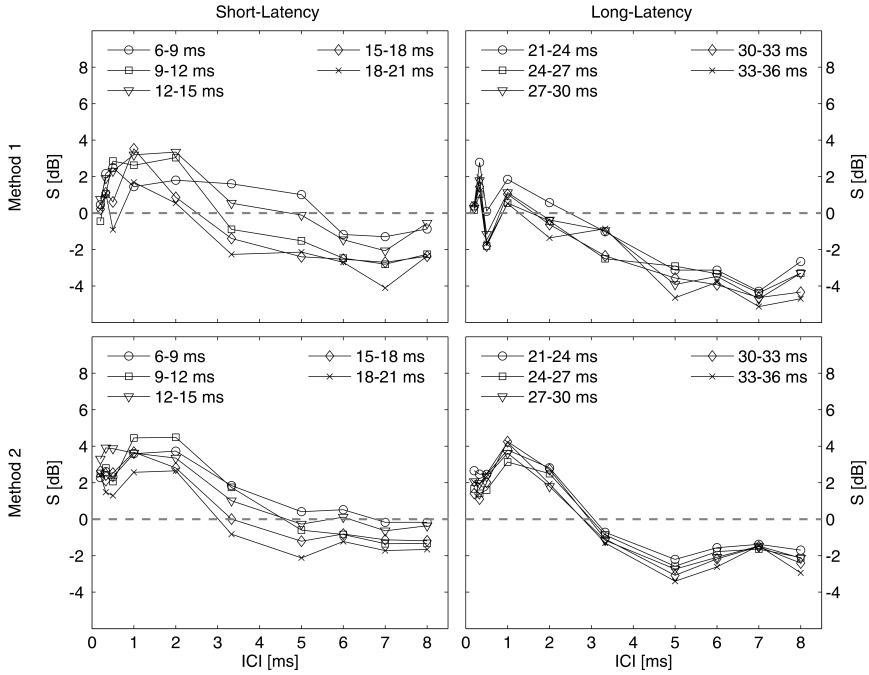 Short-Latency
Long-Latency
Method 1
S [dB]
8
6
4
2
0
-2
-4
6-9 ms
9-12 ms
12-15 ms
15-18 ms
18-21 ms
21-24 ms
24-27 ms
27-30 ms
30-33 ms
33-36 ms
8
6
4
2
0
-2
-4
S [dB]
Method 2
S [dB]
8
6
4
2
0
-2
-4
6-9 ms
9-12 ms
12-15 ms
15-18 ms
18-21 ms
21-24 ms
24-27 ms
27-30 ms
30-33 ms
33-36 ms
8
6
4
2
0
-2
-4
S [dB]
0 1 2 3 4 5 6 7 8
0 1 2 3 4 5 6 7 8
ICI [ms]
ICI [ms]